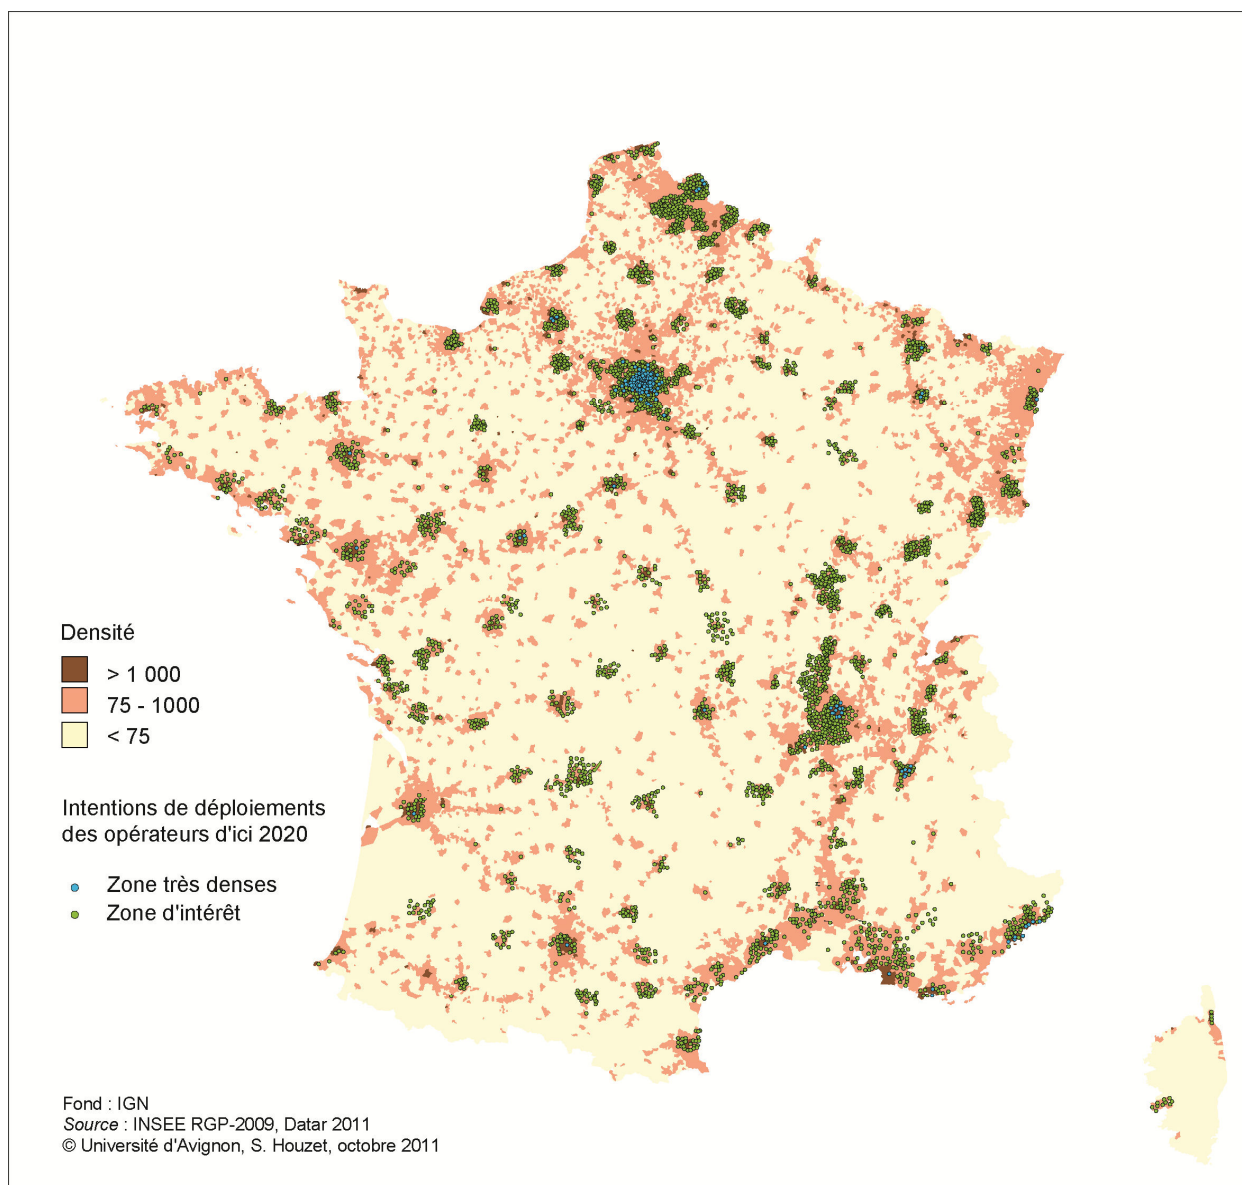 Densité
> 1 000
75 - 1000
< 75
Intentions de déploiements
des opérateurs d'ici 2020
Zone très denses
Zone d'intérêt
Fond : IGN
Source : INSEE RGP-2009, Datar 2011
© Université d'Avignon, S. Houzet, octobre 2011